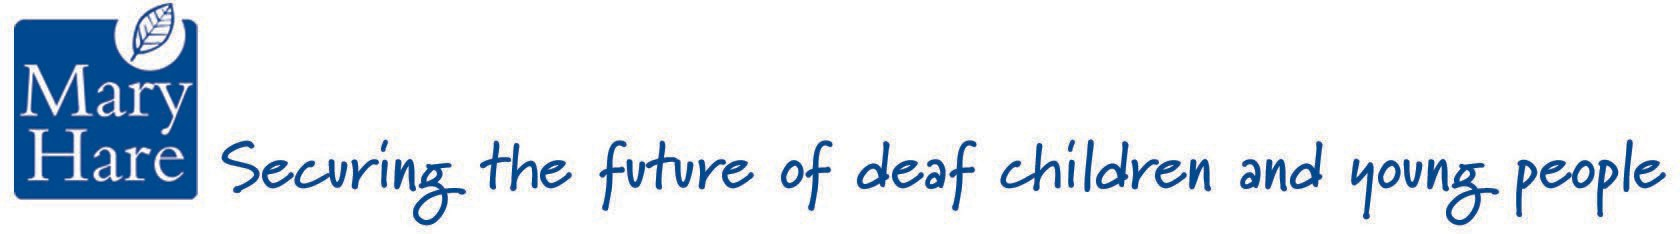 Mary
Hare
Securing the future of deaf children and young people